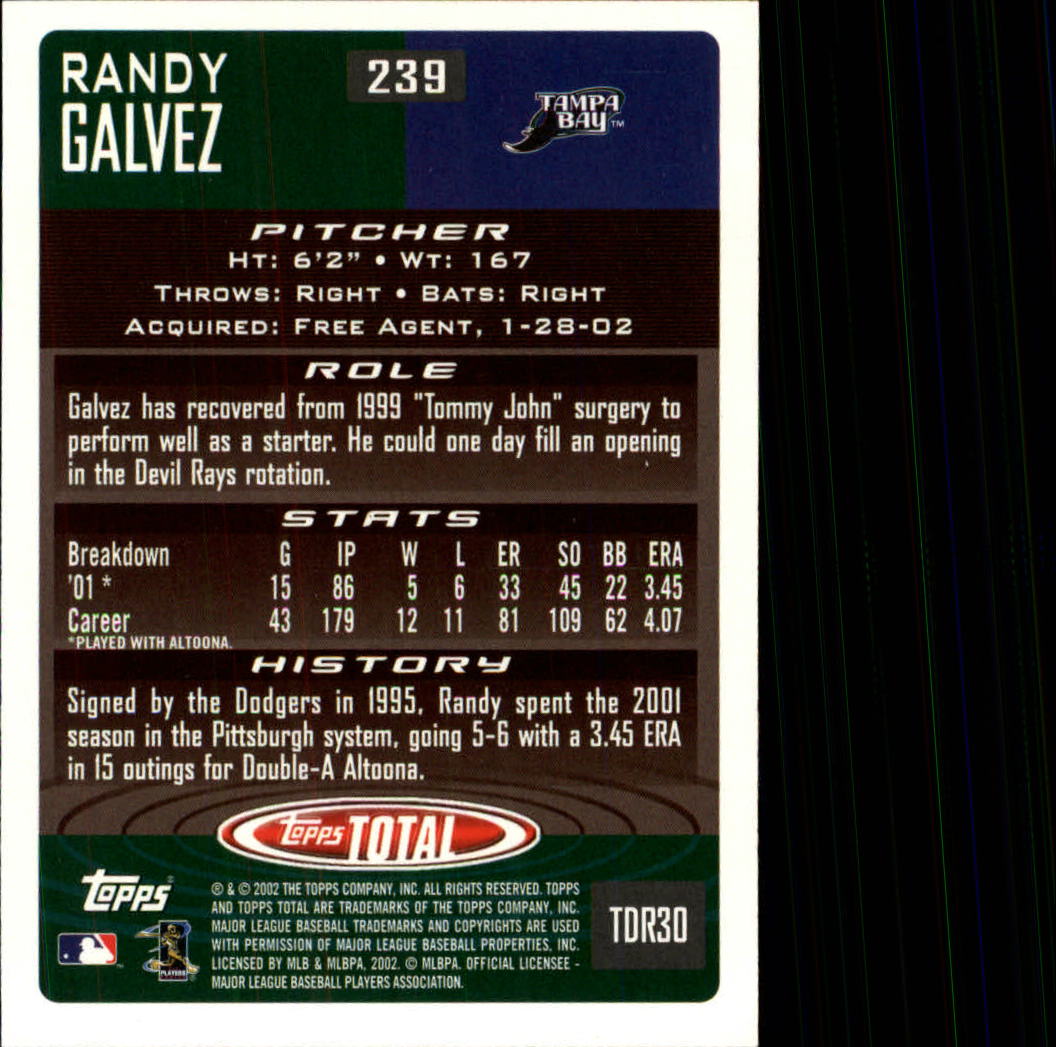 RANDY
GALVEZ
239
TAMPA
BAY™
PITCHER
HT: 6'2" • WT: 167
THROWS: RIGHT • BATS: RIGHT
ACQUIRED: FREE AGENT, 1-28-02
ROLE
Galvez has recovered from 1999 "Tommy John" surgery to
perform well as a starter. He could one day fill an opening
in the Devil Rays rotation.
STATS
Breakdown G IP W L ER SO BB ERA
'01 * 15 86 5 6 33 45 22 3.45
Career 43 179 12 11 81 109 62 4.07
*PLAYED WITH ALTOONA.
HISTORY
Signed by the Dodgers in 1995, Randy spent the 2001
season in the Pittsburgh system, going 5-6 with a 3.45 ERA
in 15 outings for Double-A Altoona.
Topps TOTAL
Topps®
® & © 2002 THE TOPPS COMPANY, INC. ALL RIGHTS RESERVED. TOPPS
AND TOPPS TOTAL ARE TRADEMARKS OF THE TOPPS COMPANY, INC.
MAJOR LEAGUE BASEBALL TRADEMARKS AND COPYRIGHTS ARE USED
WITH PERMISSION OF MAJOR LEAGUE BASEBALL PROPERTIES, INC.
LICENSED BY MLB & MLBPA, 2002. © MLBPA. OFFICIAL LICENSEE -
MAJOR LEAGUE BASEBALL PLAYERS ASSOCIATION.
PLAYERS
TDR30